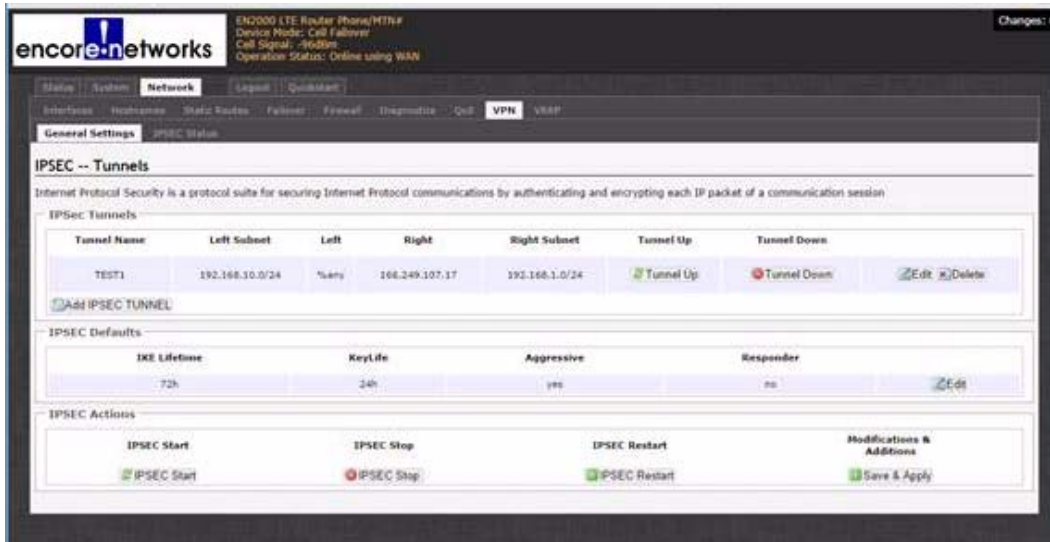 encore!networks
EN2000 LTE Router Phone/MTN#
Device Mode: Cell Failover
Cell Signal: -96dBm
Operation Status: Online using WAN
Changes:
Status System Network Logout Quickstart
Interfaces Hostnames Static Routes Failover Firewall Diagnostics QoS VPN VRRP
General Settings IPSEC Status
IPSEC -- Tunnels
Internet Protocol Security is a protocol suite for securing Internet Protocol communications by authenticating and encrypting each IP packet of a communication session
IPSec Tunnels
Tunnel Name Left Subnet Left Right Right Subnet Tunnel Up Tunnel Down
TEST1 192.168.10.0/24 %any 166.249.107.17 192.168.1.0/24 Tunnel Up Tunnel Down Edit Delete
Add IPSEC TUNNEL
IPSEC Defaults
IKE Lifetime KeyLife Aggressive Responder
72h 24h yes no Edit
IPSEC Actions
IPSEC Start IPSEC Stop IPSEC Restart Modifications & Additions
IPSEC Start IPSEC Stop IPSEC Restart Save & Apply